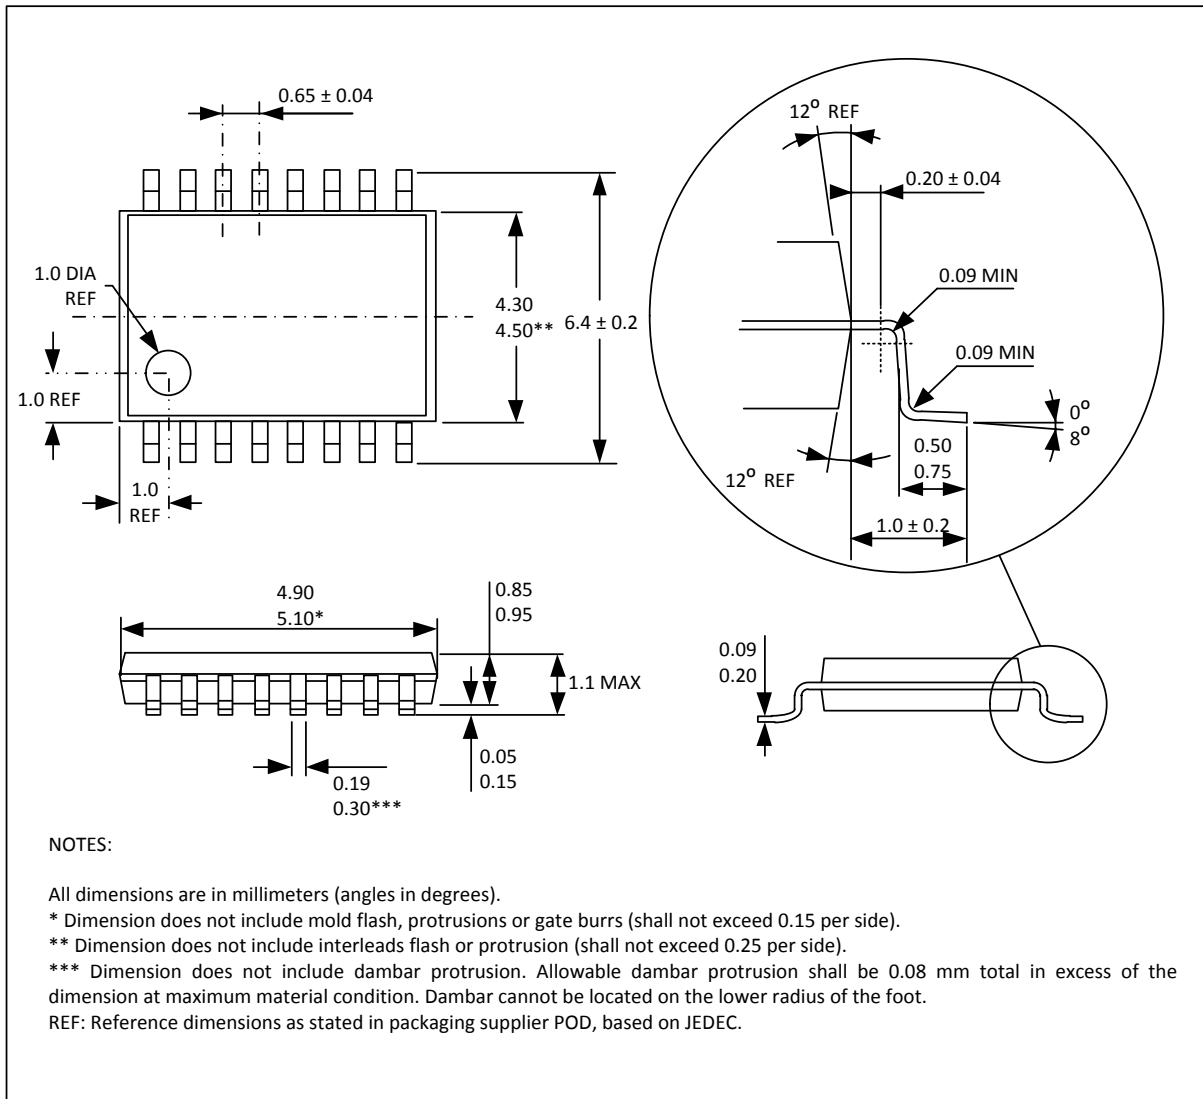 0.65 ± 0.04
1.0 DIA
REF
4.30
4.50**
6.4 ± 0.2
1.0 REF
1.0
REF
12° REF
0.20 ± 0.04
0.09 MIN
0.09 MIN
0°
8°
0.50
0.75
12° REF
1.0 ± 0.2
4.90
5.10*
0.85
0.95
1.1 MAX
0.05
0.15
0.19
0.30***
0.09
0.20
NOTES:
All dimensions are in millimeters (angles in degrees).
* Dimension does not include mold flash, protrusions or gate burrs (shall not exceed 0.15 per side).
** Dimension does not include interleads flash or protrusion (shall not exceed 0.25 per side).
*** Dimension does not include dambar protrusion. Allowable dambar protrusion shall be 0.08 mm total in excess of the
dimension at maximum material condition. Dambar cannot be located on the lower radius of the foot.
REF: Reference dimensions as stated in packaging supplier POD, based on JEDEC.